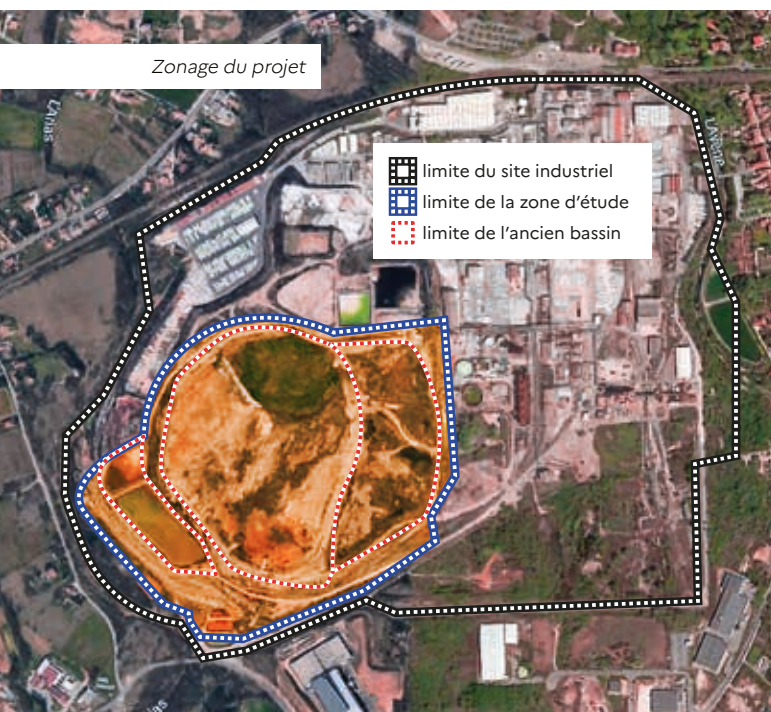 Zonage du projet
limite du site industriel
limite de la zone d'étude
limite de l'ancien bassin